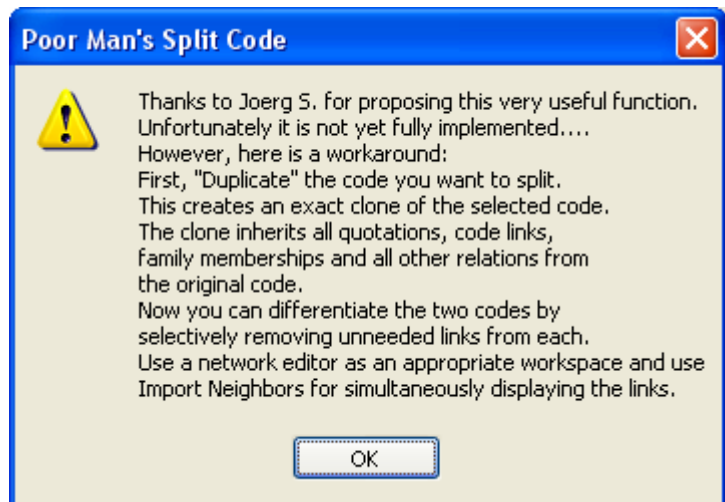 Poor Man's Split Code
Thanks to Joerg S. for proposing this very useful function.
Unfortunately it is not yet fully implemented....
However, here is a workaround:
First, "Duplicate" the code you want to split.
This creates an exact clone of the selected code.
The clone inherits all quotations, code links,
family memberships and all other relations from
the original code.
Now you can differentiate the two codes by
selectively removing unneeded links from each.
Use a network editor as an appropriate workspace and use
Import Neighbors for simultaneously displaying the links.
OK